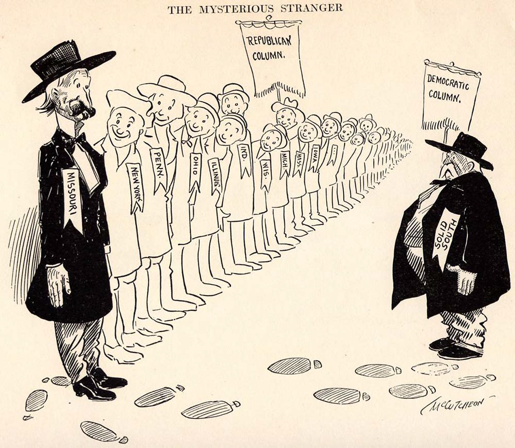 THE MYSTERIOUS STRANGER
REPUBLICAN
COLUMN.
DEMOCRATIC
COLUMN.
MISSOURI
NEW YORK
PENN.
OHIO
ILLINOIS
IND.
WIS.
MICH
SOLID
SOUTH
McCUTCHEON